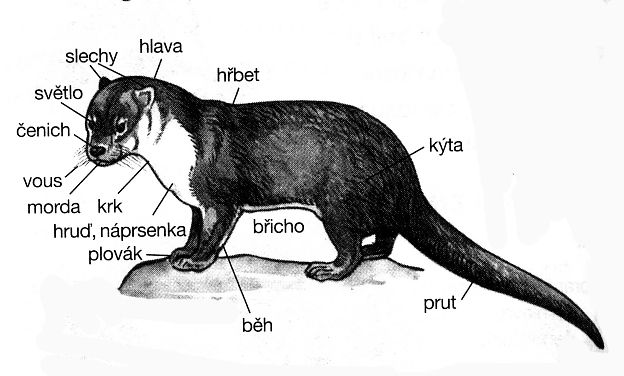 slechy
hlava
hřbet
světlo
čenich
kýta
vous
morda
krk
hruď, náprsenka
břicho
plovák
prut
běh